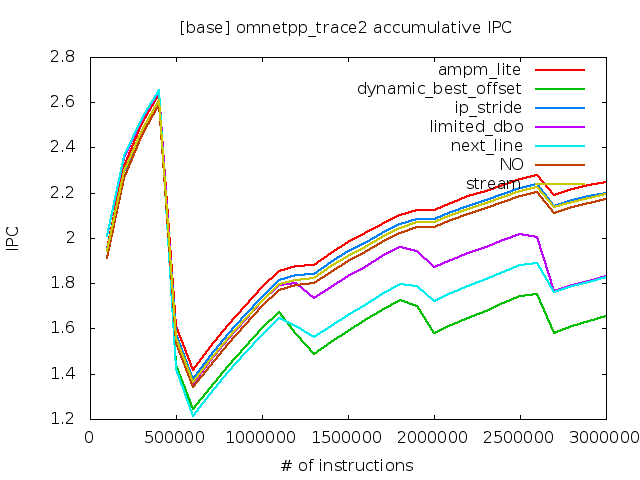 [base] omnetpp_trace2 accumulative IPC
2.8
2.6
2.4
2.2
2
1.8
1.6
1.4
1.2
IPC
ampm_lite
dynamic_best_offset
ip_stride
limited_dbo
next_line
NO
stream
0 500000 1000000 1500000 2000000 2500000 3000000
# of instructions